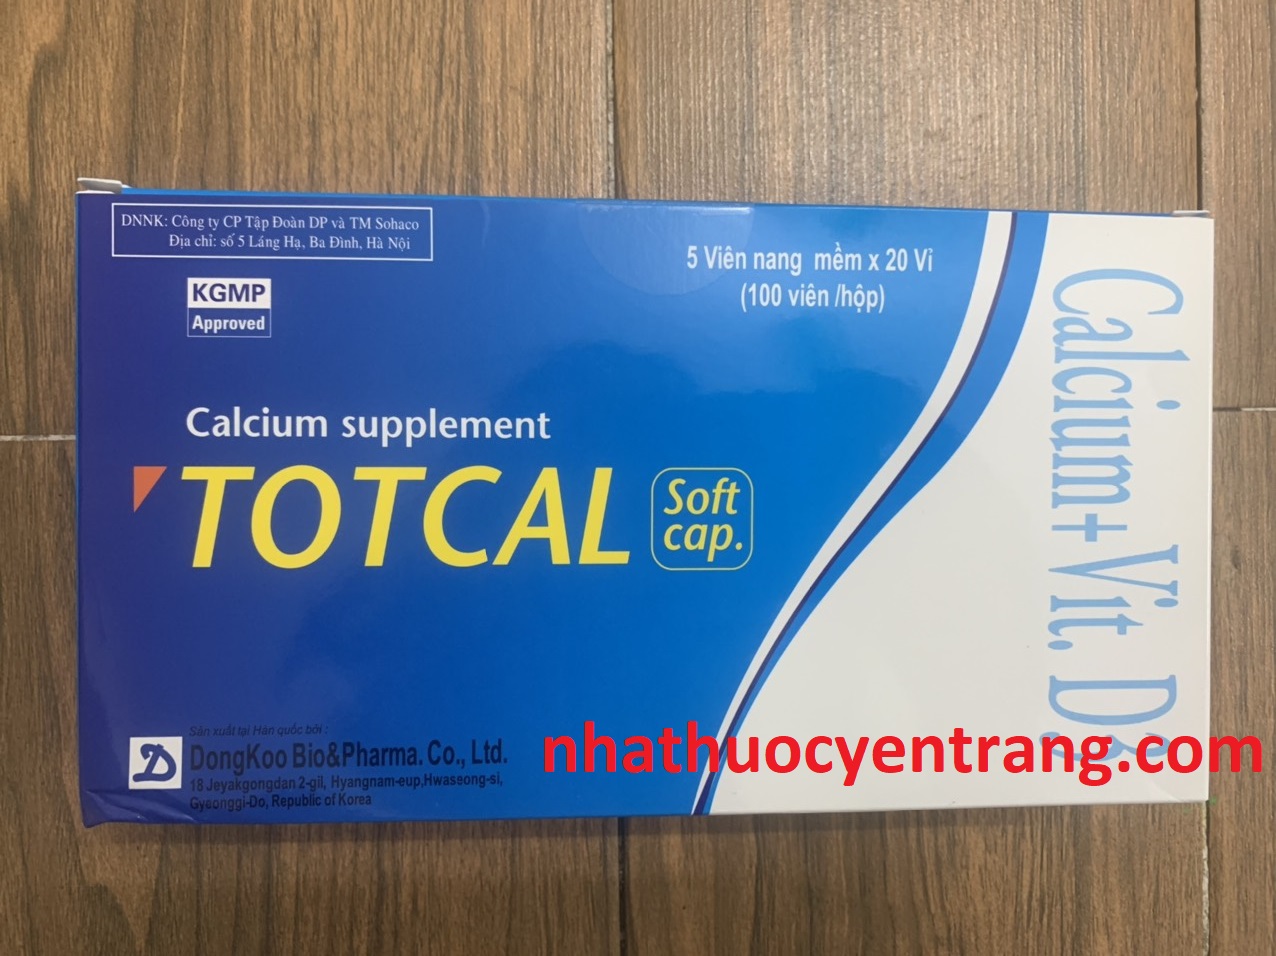 DNNK: Công ty CP Tập Đoàn DP và TM Sohaco
Địa chỉ: số 5 Láng Hạ, Ba Đình, Hà Nội
KGMP
Approved
5 Viên nang mềm x 20 Vỉ
(100 viên /hộp)
Calcium supplement
TOTCAL
Soft
cap.
Calcium+ Vit. D3
Sản xuất tại Hàn quốc bởi :
DongKoo Bio&Pharma. Co., Ltd.
18 Jeyakgongdan 2-gil, Hyangnam-eup,Hwaseong-si,
Gyeonggi-Do, Republic of Korea
nhathuocyentrang.com